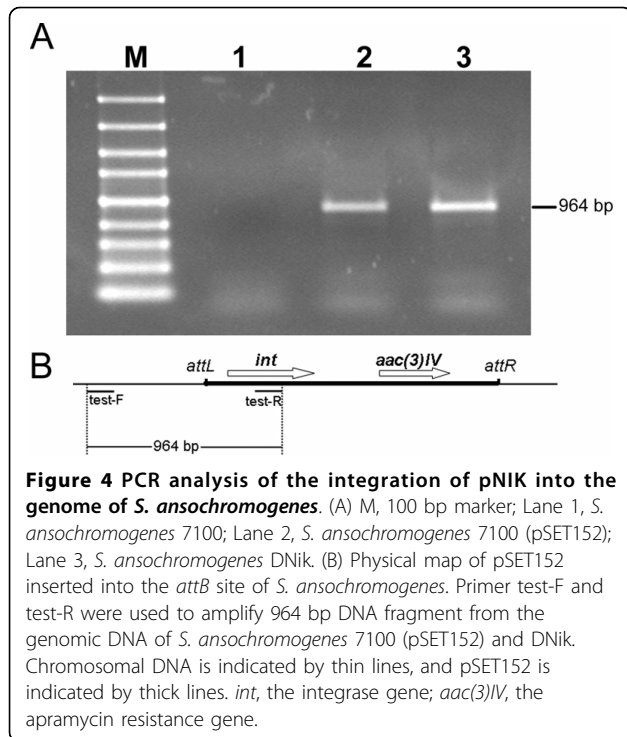 A
M 1 2 3
964 bp
B
attL int aac(3)IV attR
test-F test-R
964 bp
Figure 4 PCR analysis of the integration of pNIK into the
genome of S. ansochromogenes. (A) M, 100 bp marker; Lane 1, S.
ansochromogenes 7100; Lane 2, S. ansochromogenes 7100 (pSET152);
Lane 3, S. ansochromogenes DNik. (B) Physical map of pSET152
inserted into the attB site of S. ansochromogenes. Primer test-F and
test-R were used to amplify 964 bp DNA fragment from the
genomic DNA of S. ansochromogenes 7100 (pSET152) and DNik.
Chromosomal DNA is indicated by thin lines, and pSET152 is
indicated by thick lines. int, the integrase gene; aac(3)IV, the
apramycin resistance gene.